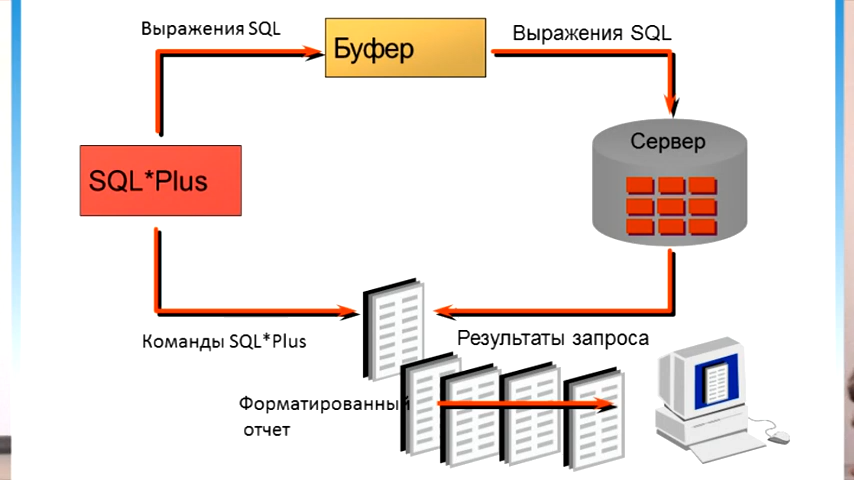 Выражения SQL
Буфер
Выражения SQL
Сервер
SQL*Plus
Команды SQL*Plus
Результаты запроса
Форматированный
отчет